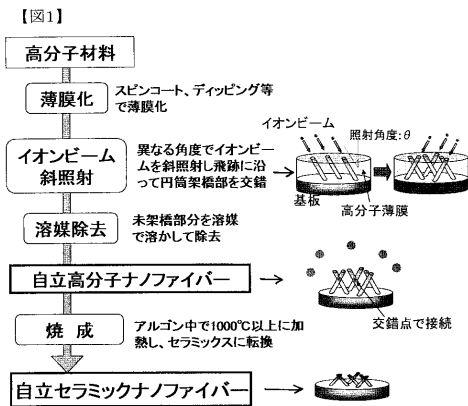 【図1】
高分子材料
薄膜化
スピンコート、ディッピング等
で薄膜化
イオンビーム
斜照射
異なる角度でイオンビー
ムを斜照射し飛跡に沿
って円筒架橋部を交錯
イオンビーム
照射角度:θ
基板
高分子薄膜
溶媒除去
未架橋部分を溶媒
で溶かして除去
自立高分子ナノファイバー
交錯点で接続
焼成
アルゴン中で1000℃以上に加
熱し、セラミックスに転換
自立セラミックナノファイバー